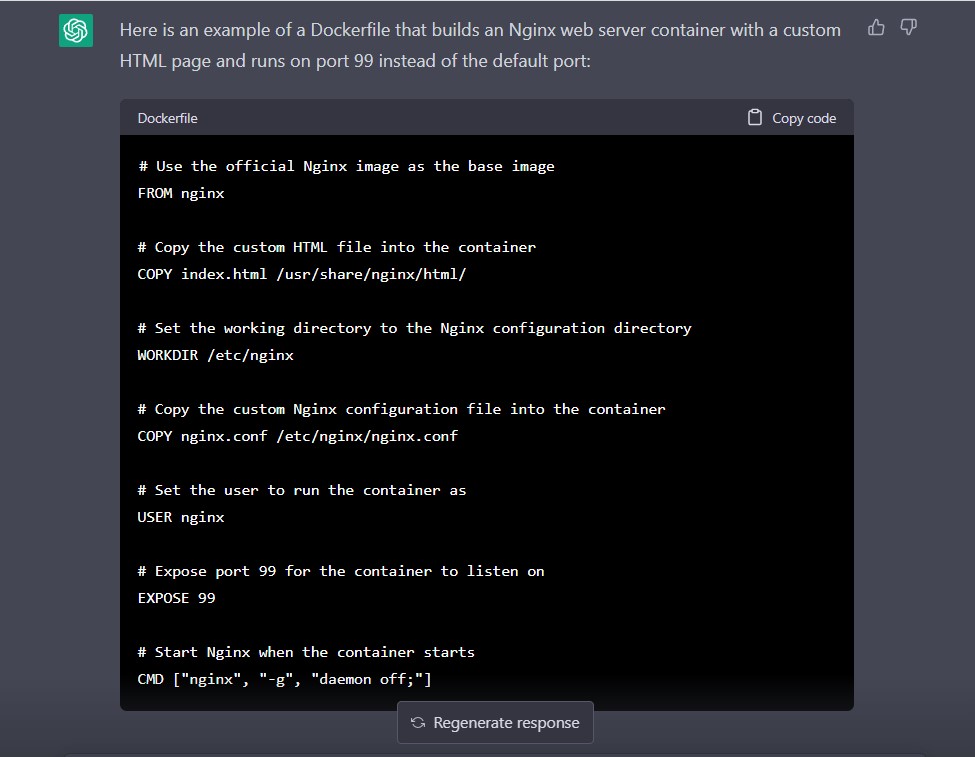 Here is an example of a Dockerfile that builds an Nginx web server container with a custom
HTML page and runs on port 99 instead of the default port:
Dockerfile
Copy code
# Use the official Nginx image as the base image
FROM nginx
# Copy the custom HTML file into the container
COPY index.html /usr/share/nginx/html/
# Set the working directory to the Nginx configuration directory
WORKDIR /etc/nginx
# Copy the custom Nginx configuration file into the container
COPY nginx.conf /etc/nginx/nginx.conf
# Set the user to run the container as
USER nginx
# Expose port 99 for the container to listen on
EXPOSE 99
# Start Nginx when the container starts
CMD ["nginx", "-g", "daemon off;"]
Regenerate response